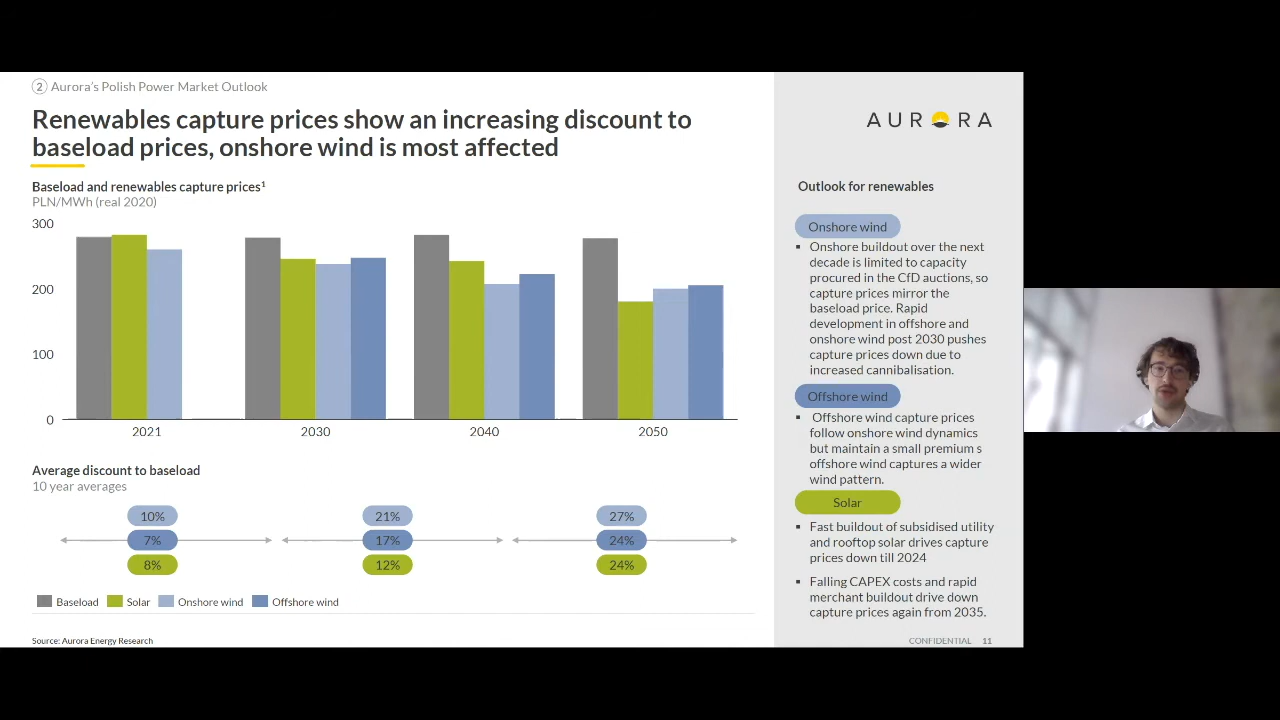 2 Aurora's Polish Power Market Outlook
Renewables capture prices show an increasing discount to
baseload prices, onshore wind is most affected
Baseload and renewables capture prices¹
PLN/MWh (real 2020)
300
200
100
0
2021
2030
2040
2050
Average discount to baseload
10 year averages
10%
21%
27%
7%
17%
24%
8%
12%
24%
Baseload Solar Onshore wind Offshore wind
Source: Aurora Energy Research
AURORA
Outlook for renewables
Onshore wind
▪ Onshore buildout over the next
decade is limited to capacity
procured in the CfD auctions, so
capture prices mirror the
baseload price. Rapid
development in offshore and
onshore wind post 2030 pushes
capture prices down due to
increased cannibalisation.
Offshore wind
▪ Offshore wind capture prices
follow onshore wind dynamics
but maintain a small premium s
offshore wind captures a wider
wind pattern.
Solar
▪ Fast buildout of subsidised utility
and rooftop solar drives capture
prices down till 2024
▪ Falling CAPEX costs and rapid
merchant buildout drive down
capture prices again from 2035.
CONFIDENTIAL 11